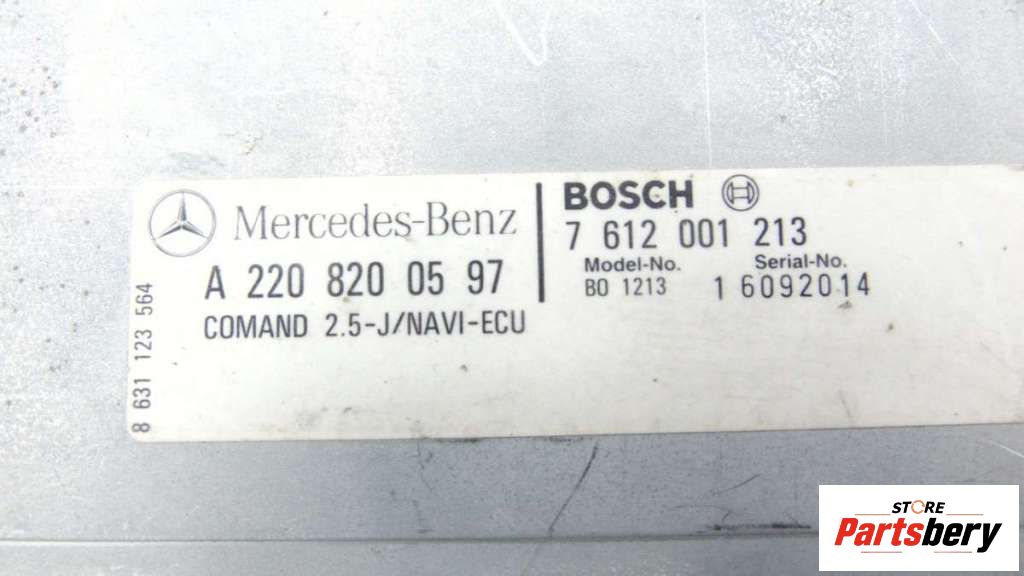 Mercedes-Benz
A 220 820 05 97
COMAND 2.5-J/NAVI-ECU
BOSCH
7 612 001 213
Model-No. Serial-No.
BO 1213 1 6092014
8 631 123 564
STORE
Partsbery